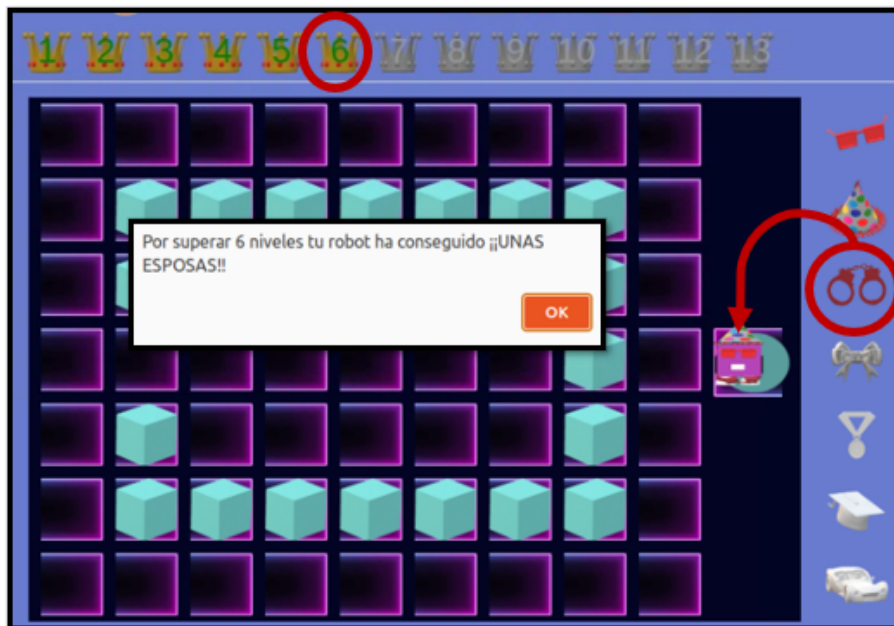 1 2 3 4 5 6 7 8 9 10 11 12 13
Por superar 6 niveles tu robot ha conseguido ¡¡UNAS
ESPOSAS!!
OK